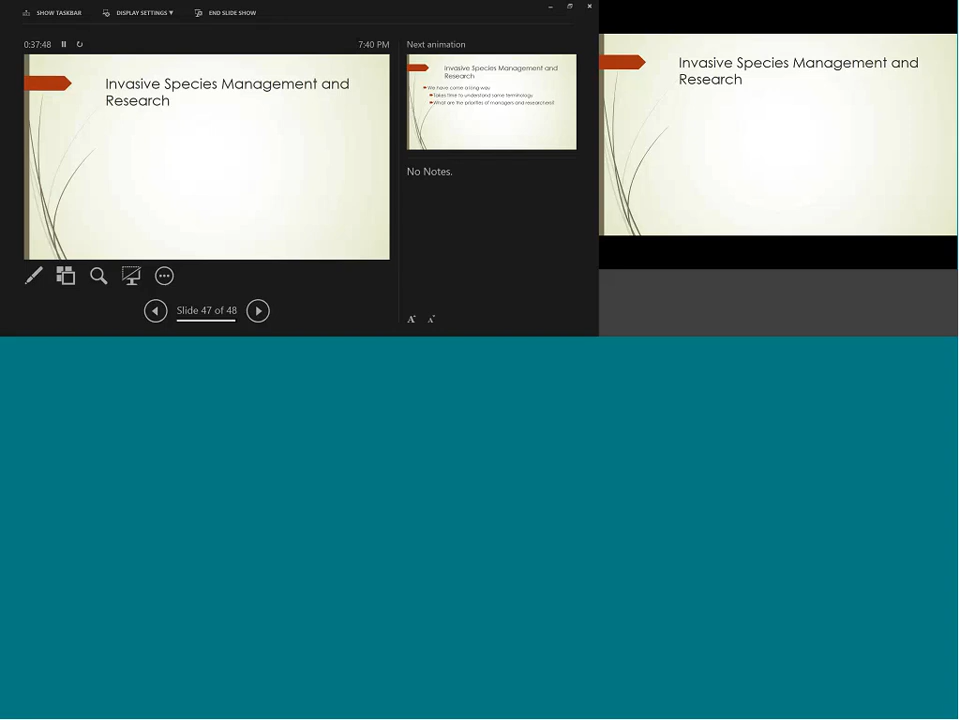 SHOW TASKBAR
DISPLAY SETTINGS
END SLIDE SHOW
0:37:48
7:40 PM
Invasive Species Management and
Research
Slide 47 of 48
Next animation
Invasive Species Management and
Research
We have come a long way
Takes time to understand some terminology
What are the priorities of managers and researchers?
No Notes.
A
A
Invasive Species Management and
Research